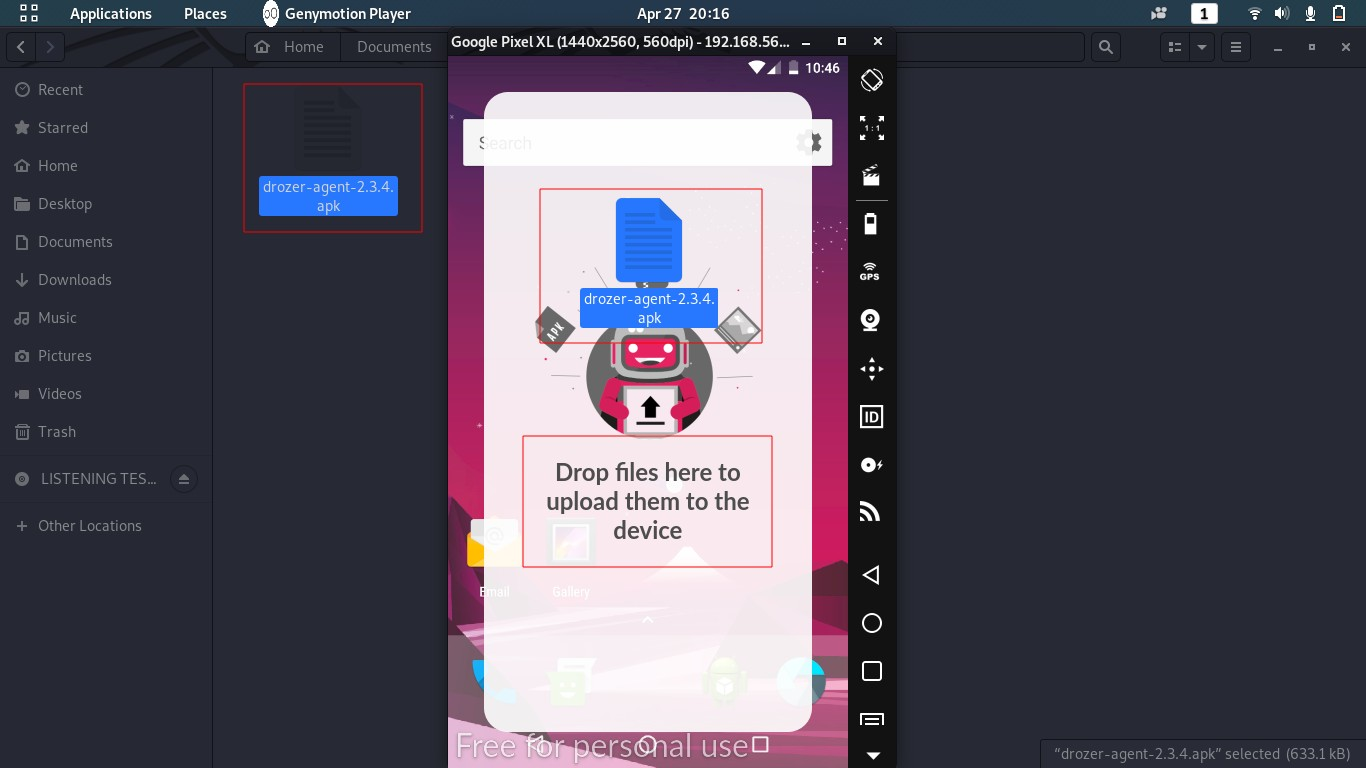 Applications
Places
Genymotion Player
Apr 27 20:16
1
Home
Documents
Google Pixel XL (1440x2560, 560dpi) - 192.168.56...
10:46
Recent
Starred
Home
Desktop
Documents
Downloads
Music
Pictures
Videos
Trash
LISTENING TES...
Other Locations
drozer-agent-2.3.4.
apk
Search
drozer-agent-2.3.4.
apk
APK
Drop files here to
upload them to the
device
Email
Gallery
Free for personal use
1:1
GPS
ID
"drozer-agent-2.3.4.apk" selected (633.1 kB)